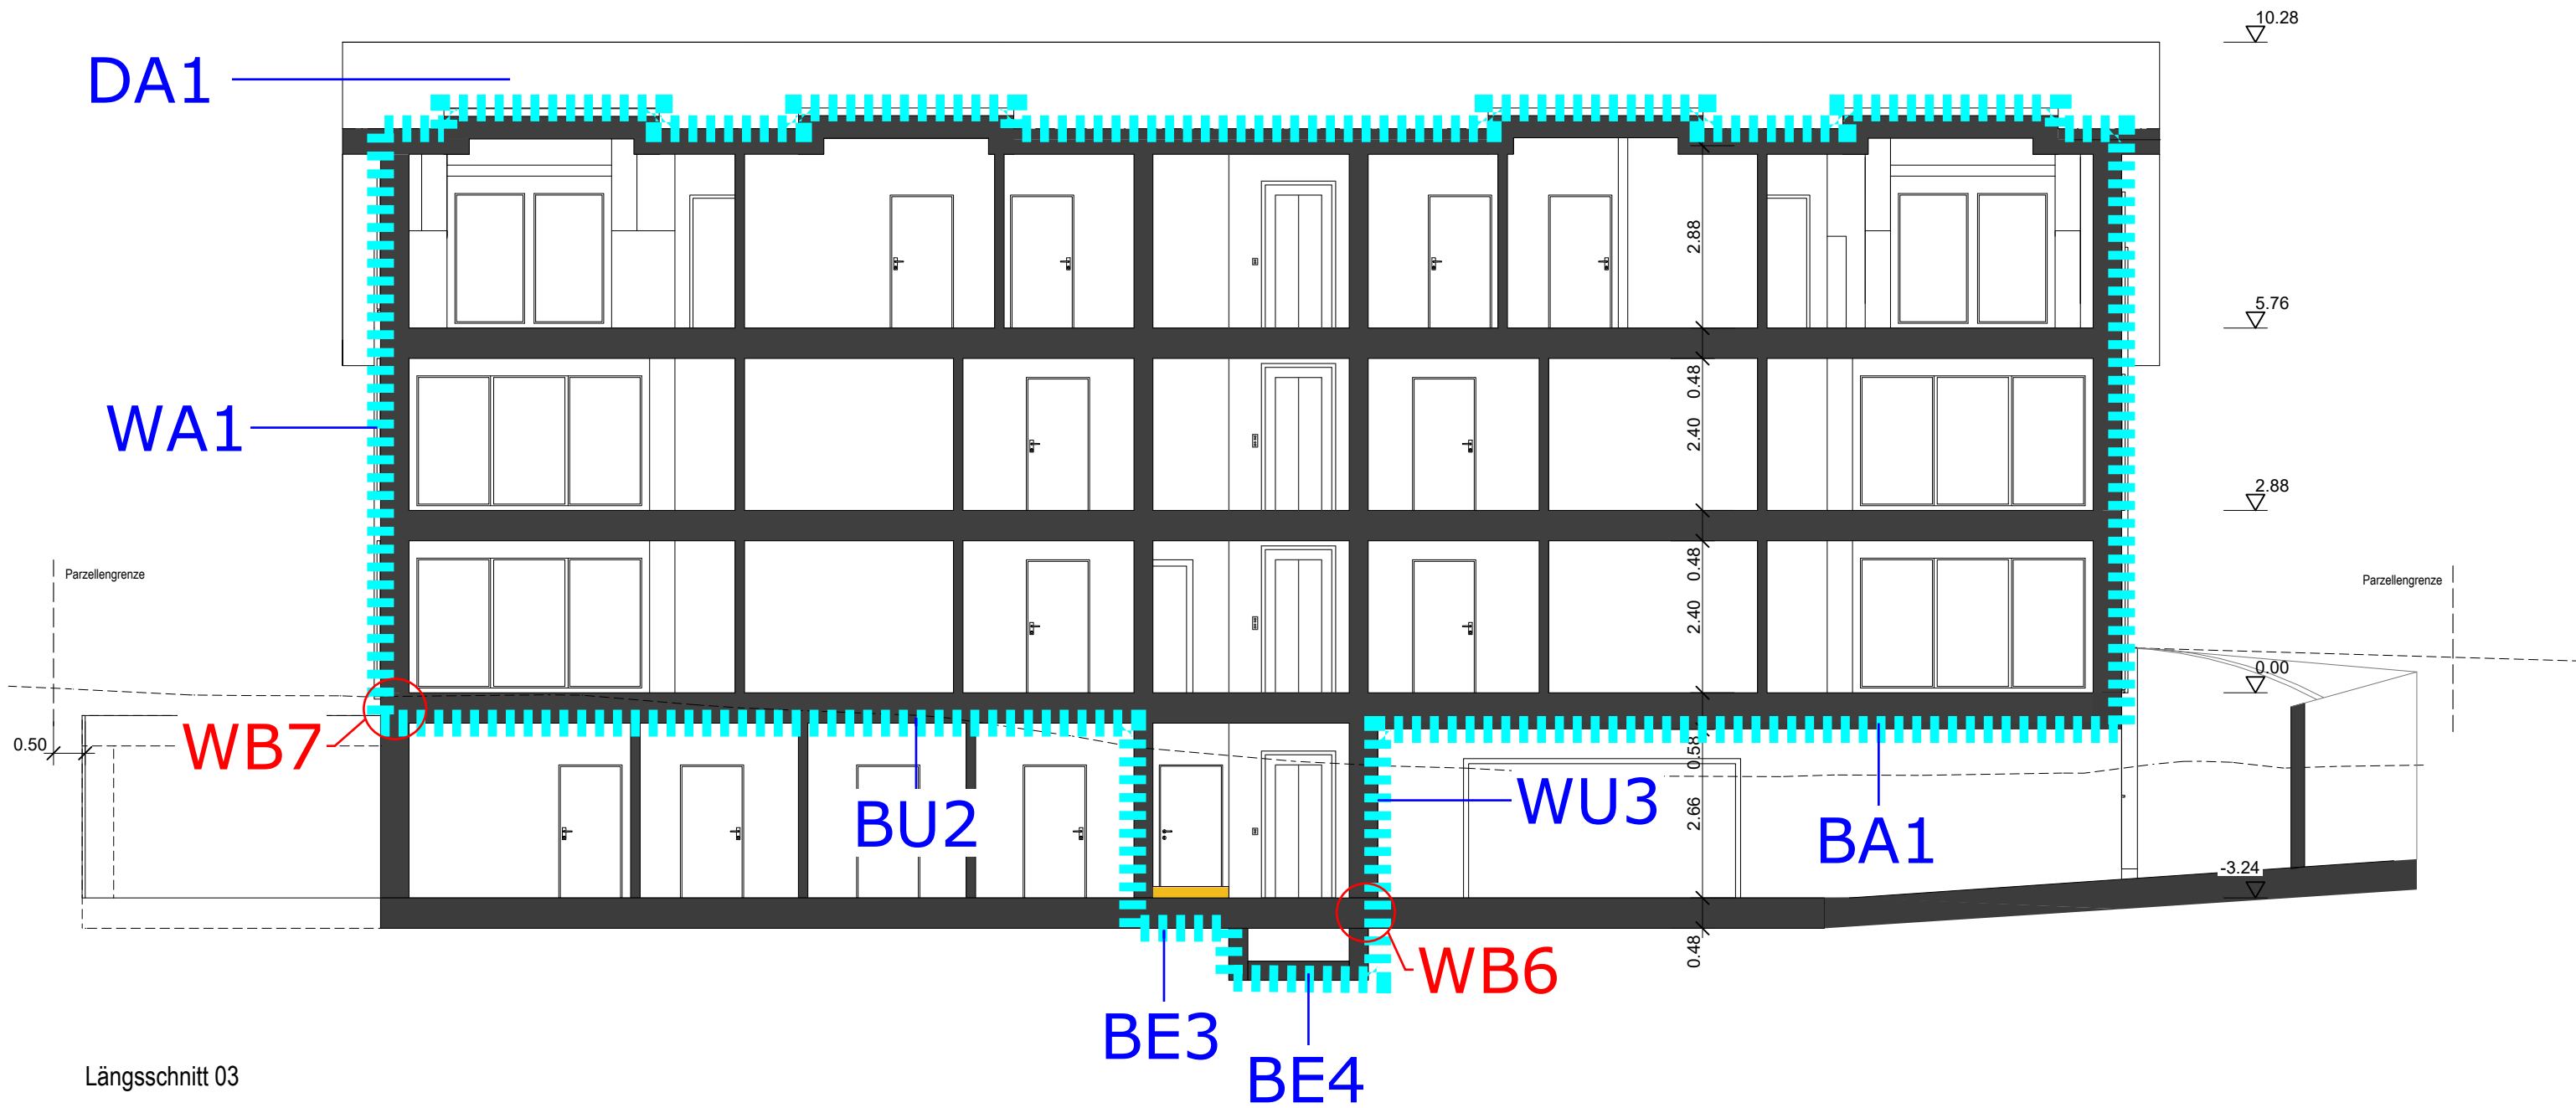 10.28
DA1
2.88
5.76
0.48
WA1
2.40
2.88
0.48
Parzellengrenze
Parzellengrenze
2.40
0.00
0.50
WB7
0.58
BU2
WU3
2.66
BA1
-3.24
0.48
WB6
BE3
BE4
Längsschnitt 03